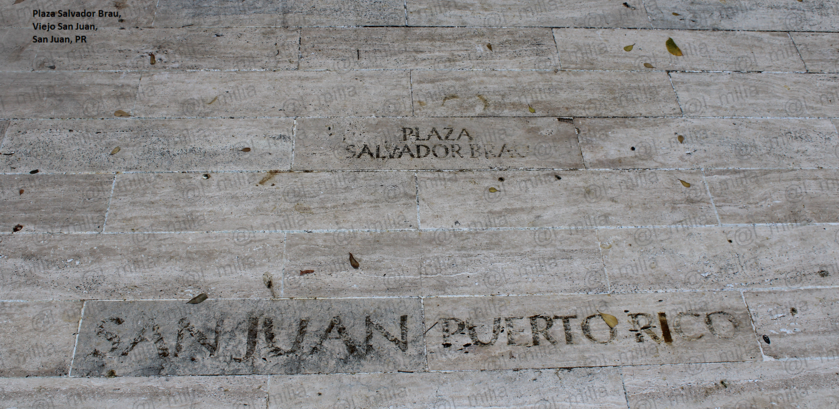 Plaza Salvador Brau,
Viejo San Juan,
San Juan, PR
PLAZA
SALVADOR BRAU
SAN JUAN PUERTO RICO